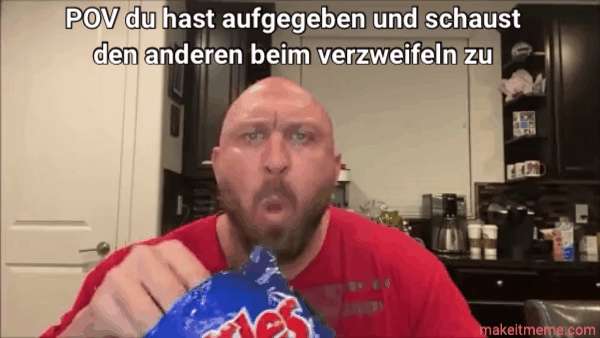 POV du hast aufgegeben und schaust
den anderen beim verzweifeln zu
makeitmeme.com